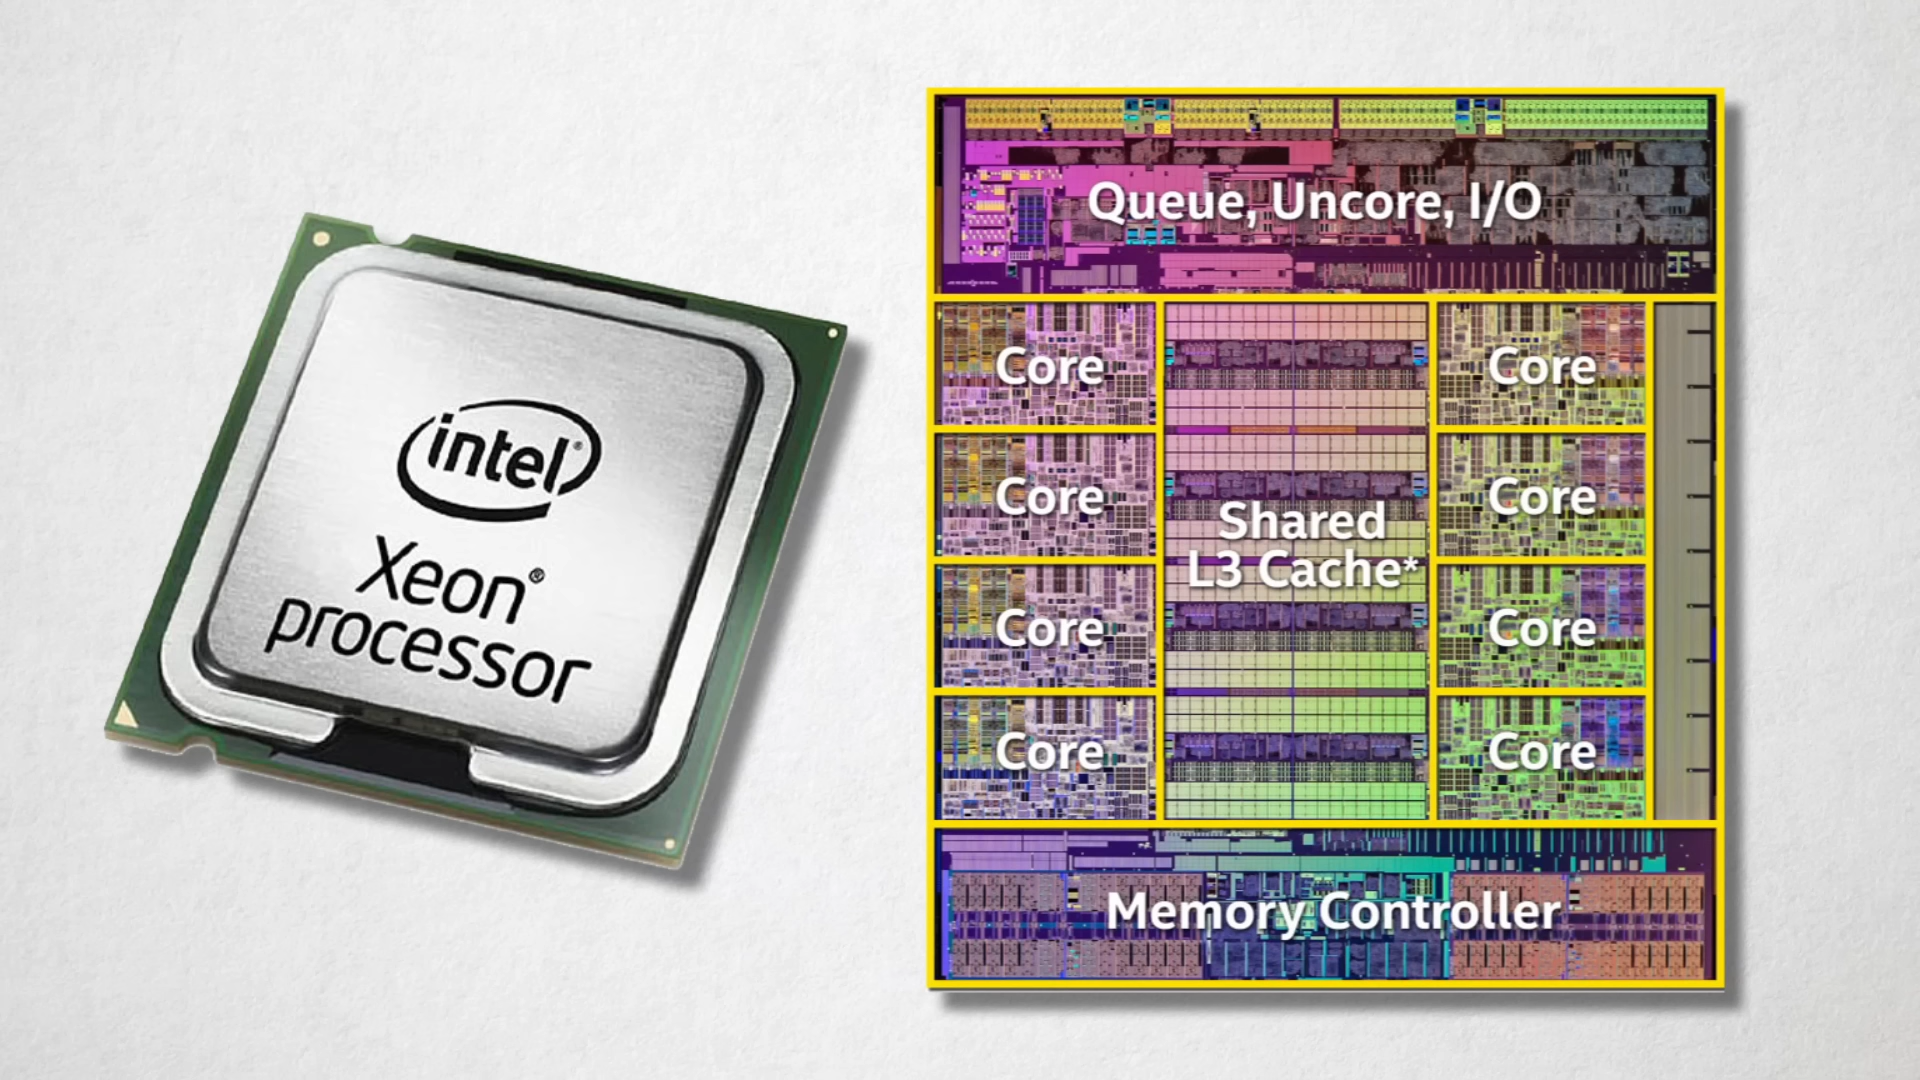 intel®
Xeon®
processor
Queue, Uncore, I/O
Core
Core
Core
Core
Shared
L3 Cache*
Core
Core
Core
Core
Memory Controller